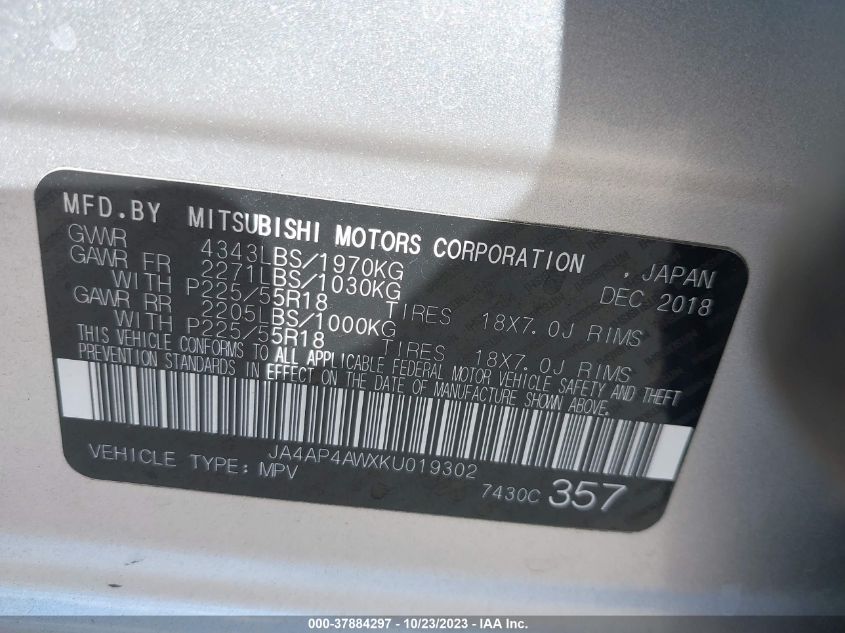 MFD.BY MITSUBISHI MOTORS CORPORATION , JAPAN
GVWR 4343LBS/1970KG DEC 2018
GAWR FR 2271LBS/1030KG
WITH P225/55R18 TIRES 18X7.0J RIMS
GAWR RR 2205LBS/1000KG
WITH P225/55R18 TIRES 18X7.0J RIMS
THIS VEHICLE CONFORMS TO ALL APPLICABLE FEDERAL MOTOR VEHICLE SAFETY AND THEFT
PREVENTION STANDARDS IN EFFECT ON THE DATE OF MANUFACTURE SHOWN ABOVE.
JA4AP4AWXKU019302
VEHICLE TYPE: MPV 7430C 357
000-37884297 - 10/23/2023 - IAA Inc.